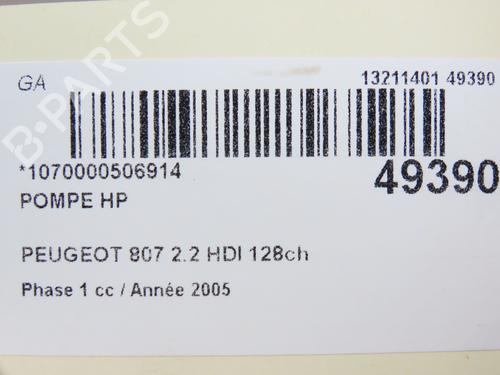 GA
13211401 49390
*1070000506914
49390
POMPE HP
PEUGEOT 807 2.2 HDI 128ch
Phase 1 cc / Année 2005
B-PARTS